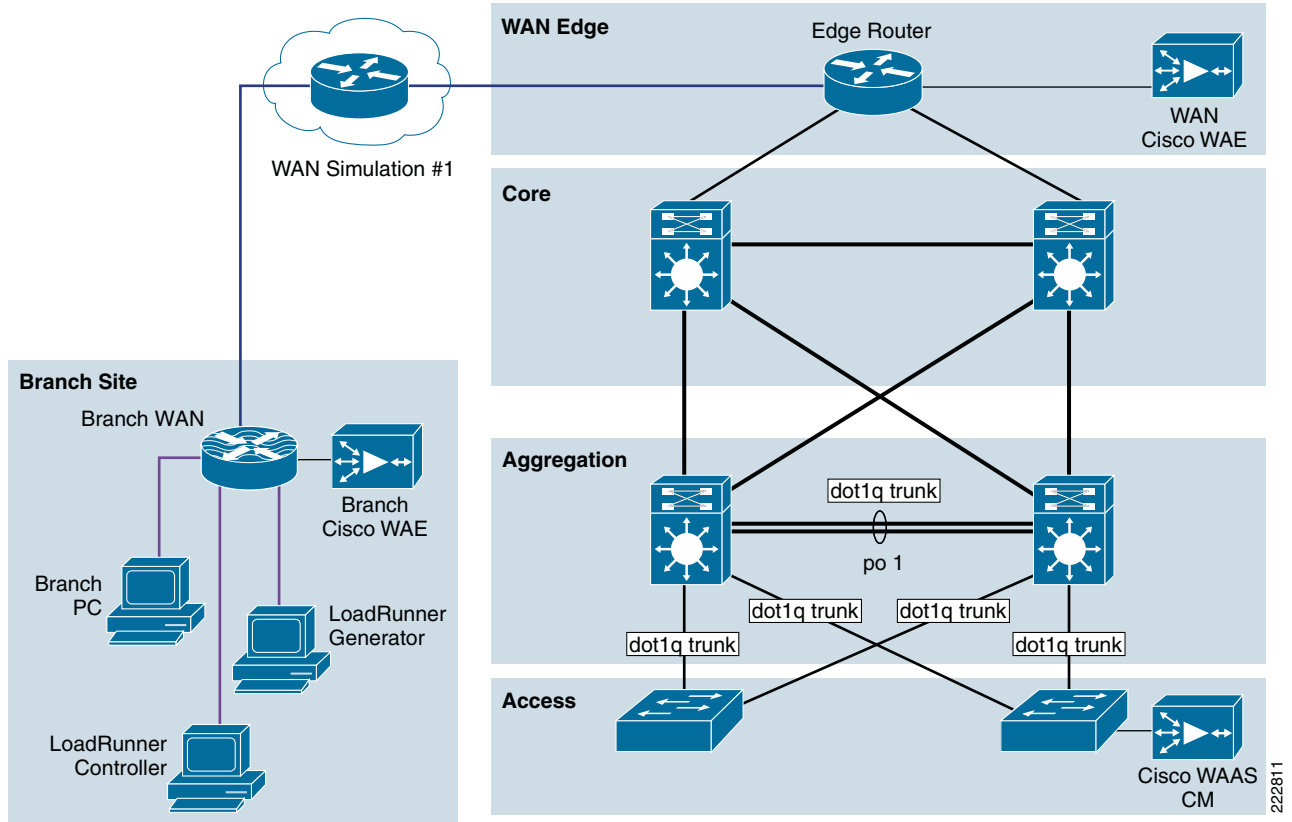 WAN Edge
Edge Router
WAN
Cisco WAE
WAN Simulation #1
Core
Branch Site
Branch WAN
Branch
Cisco WAE
Branch
PC
LoadRunner
Generator
LoadRunner
Controller
Aggregation
dot1q trunk
po 1
dot1q trunk
dot1q trunk
dot1q trunk
dot1q trunk
Access
Cisco WAAS
CM
222811